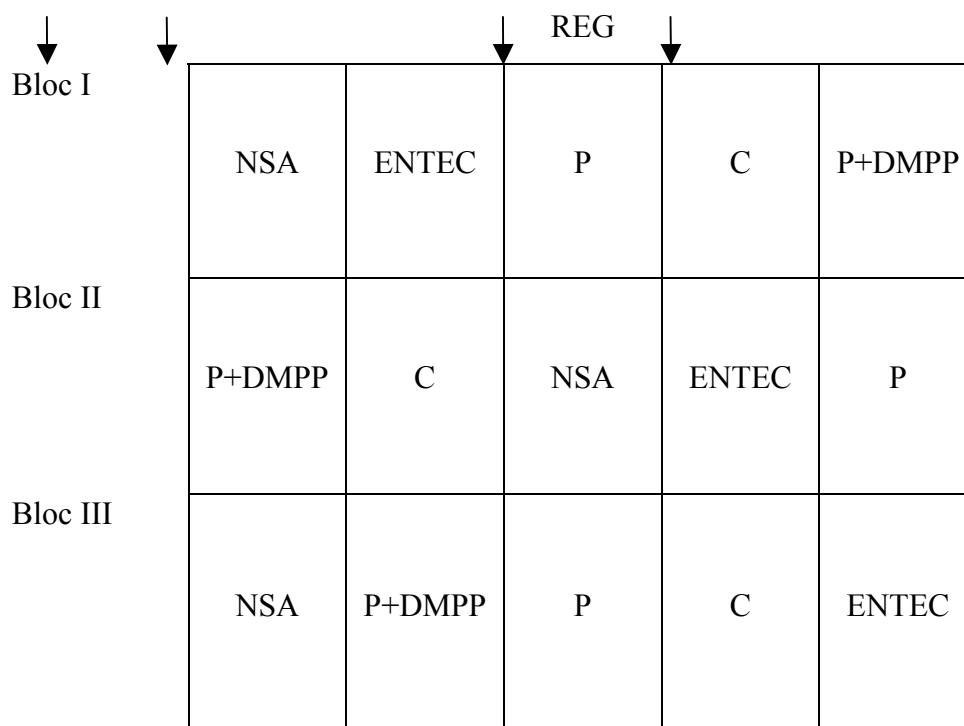 REG
Bloc I
NSA ENTEC P C P+DMPP
Bloc II
P+DMPP C NSA ENTEC P
Bloc III
NSA P+DMPP P C ENTEC